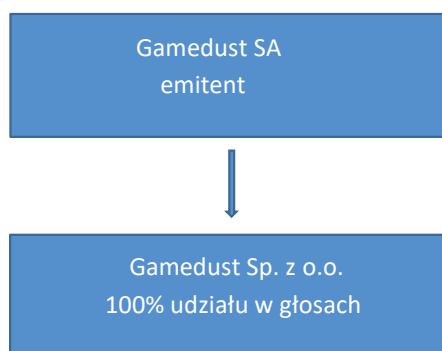 Gamedust SA
emitent
Gamedust Sp. z o.o.
100% udziału w głosach